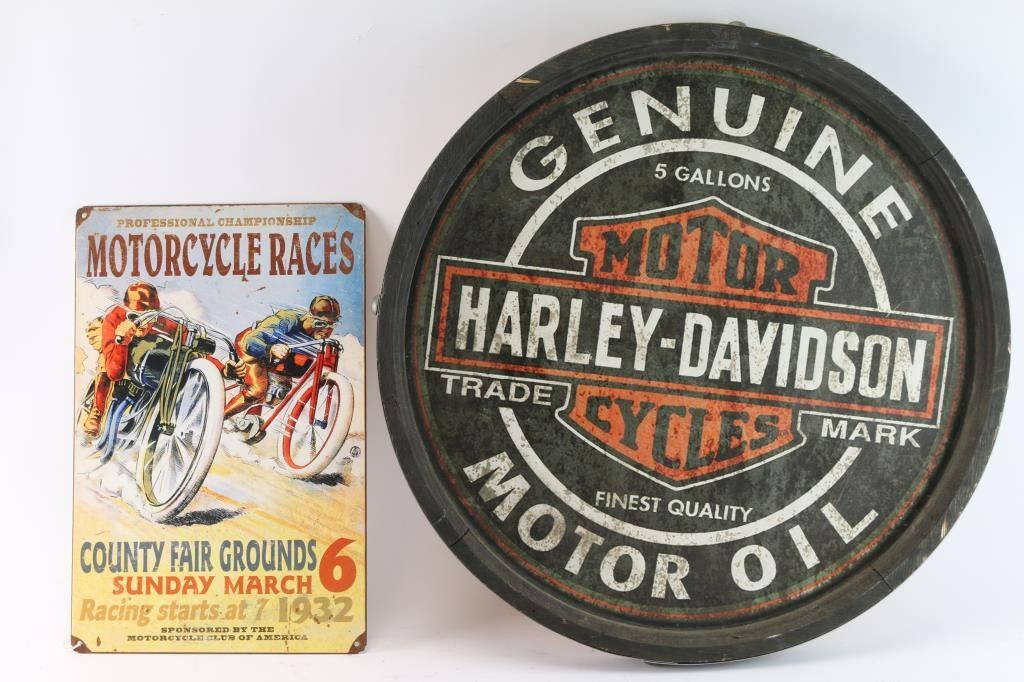 PROFESSIONAL CHAMPIONSHIP
MOTORCYCLE RACES
COUNTY FAIR GROUNDS 6
SUNDAY MARCH
Racing starts at 7 1932
SPONSORED BY THE
MOTORCYCLE CLUB OF AMERICA
GENUINE
5 GALLONS
MOTOR
HARLEY-DAVIDSON
TRADE MARK
CYCLES
FINEST QUALITY
MOTOR OIL